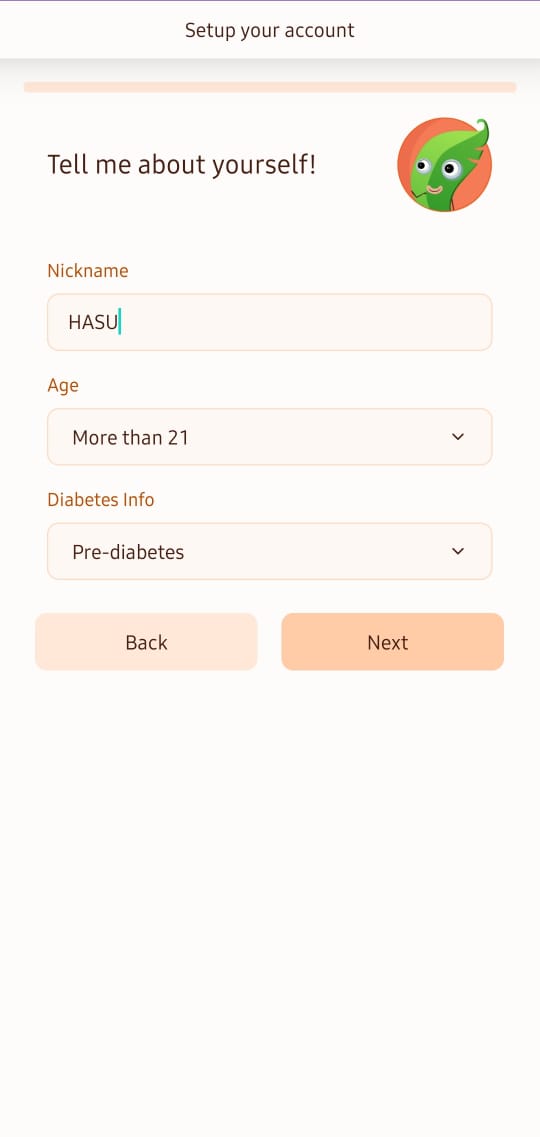 Setup your account
Tell me about yourself!
Nickname
HASU
Age
More than 21
Diabetes Info
Pre-diabetes
Back
Next